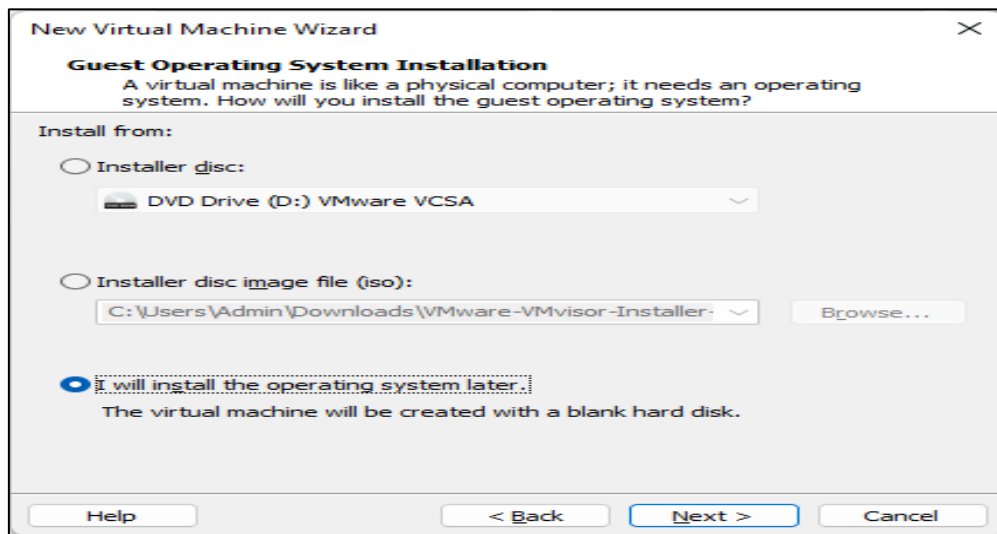 New Virtual Machine Wizard
Guest Operating System Installation
A virtual machine is like a physical computer; it needs an operating
system. How will you install the guest operating system?
Install from:
Installer disc:
DVD Drive (D:) VMware VCSA
Installer disc image file (iso):
C:\Users\Admin\Downloads\VMware-VMvisor-Installer-
Browse...
I will install the operating system later.
The virtual machine will be created with a blank hard disk.
Help
< Back
Next >
Cancel